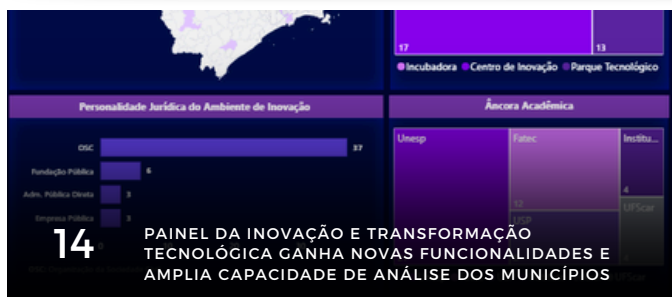 17
13
Incubadora Centro de Inovação Parque Tecnológico
Personalidade Jurídica do Ambiente de Inovação
Âncora Acadêmica
OSC
37
Fundação Pública
6
Adm. Pública Direta
3
Empresa Pública
3
Unesp
Fatec
Institu...
12
4
USP
UFScar
14
PAINEL DA INOVAÇÃO E TRANSFORMAÇÃO
TECNOLÓGICA GANHA NOVAS FUNCIONALIDADES E
AMPLIA CAPACIDADE DE ANÁLISE DOS MUNICÍPIOS